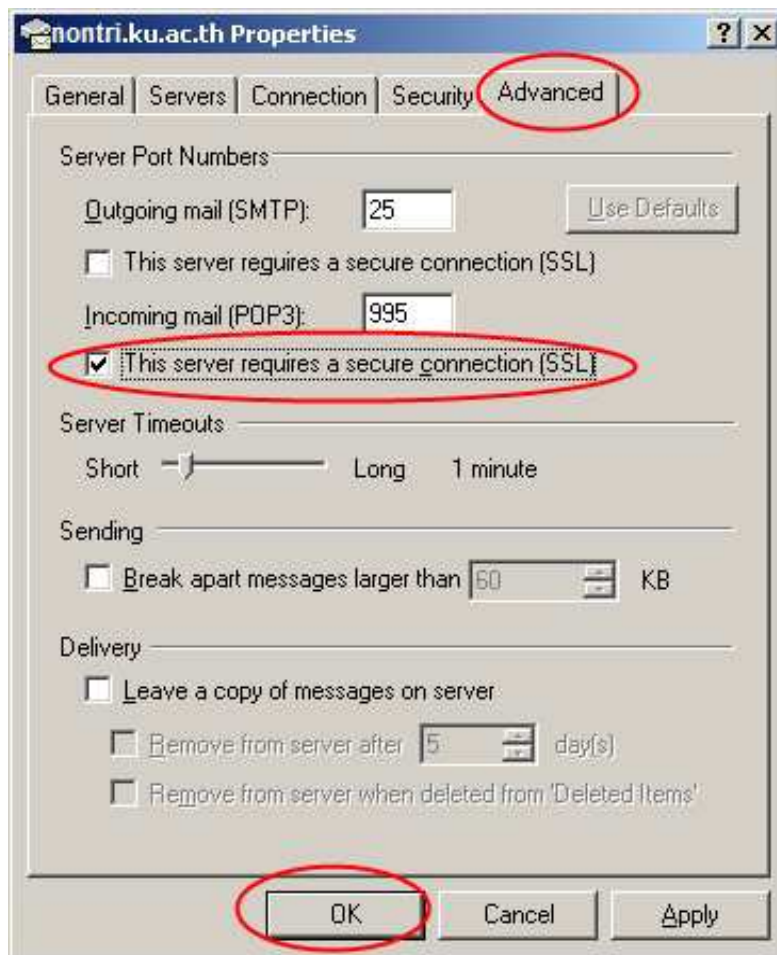 nontri.ku.ac.th Properties
General Servers Connection Security Advanced
Server Port Numbers
Outgoing mail (SMTP): 25 Use Defaults
This server reguires a secure connection (SSL)
Incoming mail (POP3): 995
This server requires a secure connection (SSL)
Server Timeouts
Short Long 1 minute
Sending
Break apart messages larger than 60 KB
Delivery
Leave a copy of messages on server
Remove from server after 5 day(s)
Remove from server when deleted from 'Deleted Items'
OK Cancel Apply